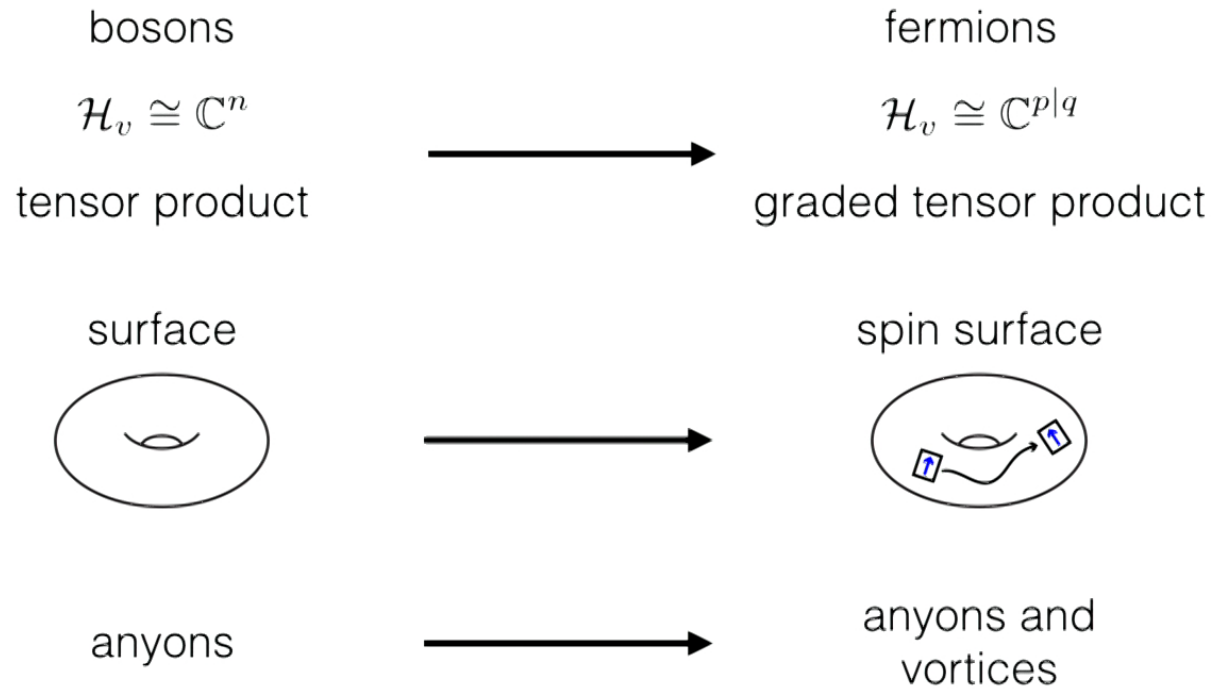 bosons
fermions
ℋ_v ≅ ℂ^n
ℋ_v ≅ ℂ^{p|q}
tensor product
graded tensor product
surface
spin surface
anyons
anyons and
vortices